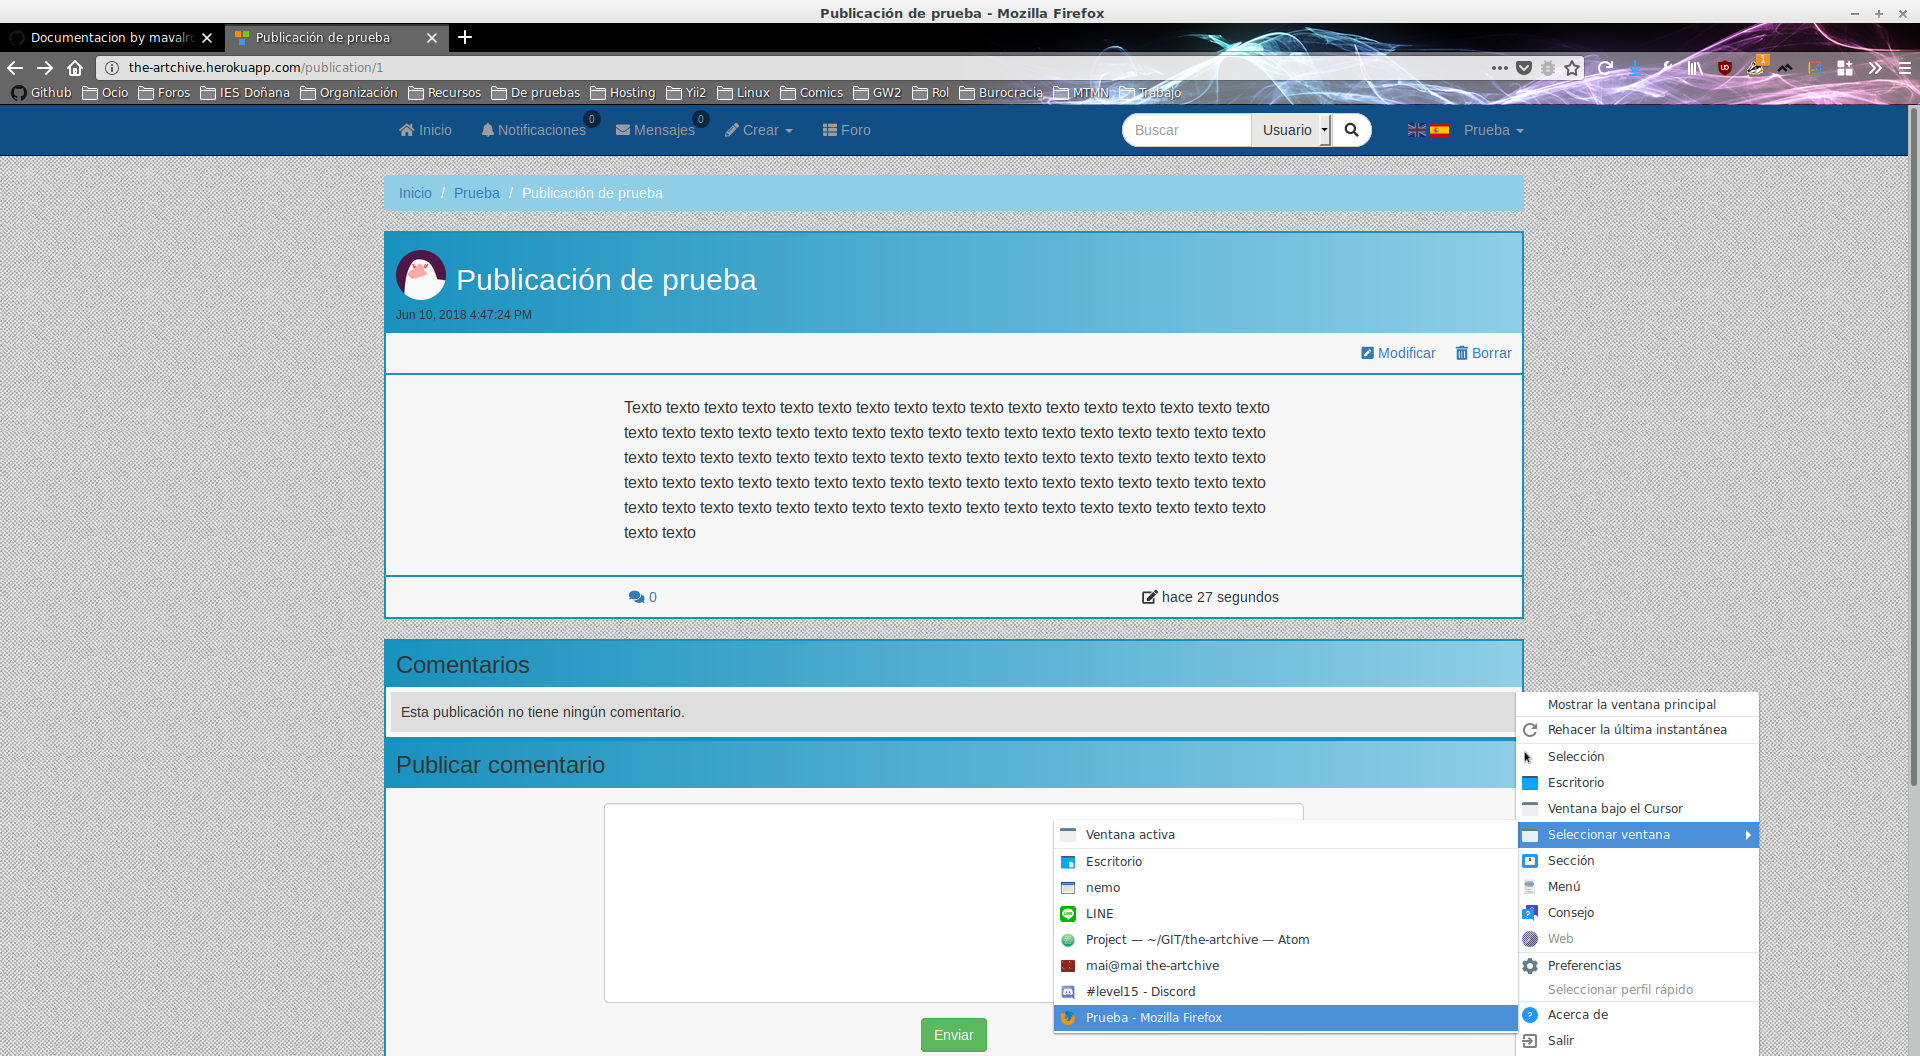 Publicación de prueba - Mozilla Firefox
Documentacion by mavalro
Publicación de prueba
the-artchive.herokuapp.com/publication/1
1
Github Ocio Foros IES Doñana Organización Recursos De pruebas Hosting Yii2 Linux Comics GW2 Rol Burocracia MTMN Trabajo
Inicio Notificaciones 0 Mensajes 0 Crear Foro Buscar Usuario Prueba
Inicio / Prueba / Publicación de prueba
Publicación de prueba
Jun 10, 2018 4:47:24 PM
Modificar Borrar
Texto texto texto texto texto texto texto texto texto texto texto texto texto texto texto texto texto
texto texto texto texto texto texto texto texto texto texto texto texto texto texto texto texto texto
texto texto texto texto texto texto texto texto texto texto texto texto texto texto texto texto texto
texto texto texto texto texto texto texto texto texto texto texto texto texto texto texto texto texto
texto texto texto texto texto texto texto texto texto texto texto texto texto texto texto texto texto
texto texto
0 hace 27 segundos
Comentarios
Esta publicación no tiene ningún comentario.
Publicar comentario
Enviar
Mostrar la ventana principal
Rehacer la última instantánea
Selección
Escritorio
Ventana bajo el Cursor
Seleccionar ventana
Sección
Menú
Consejo
Web
Preferencias
Seleccionar perfil rápido
Acerca de
Salir
Ventana activa
Escritorio
nemo
LINE
Project — ~/GIT/the-artchive — Atom
mai@mai the-artchive
#level15 - Discord
Prueba - Mozilla Firefox